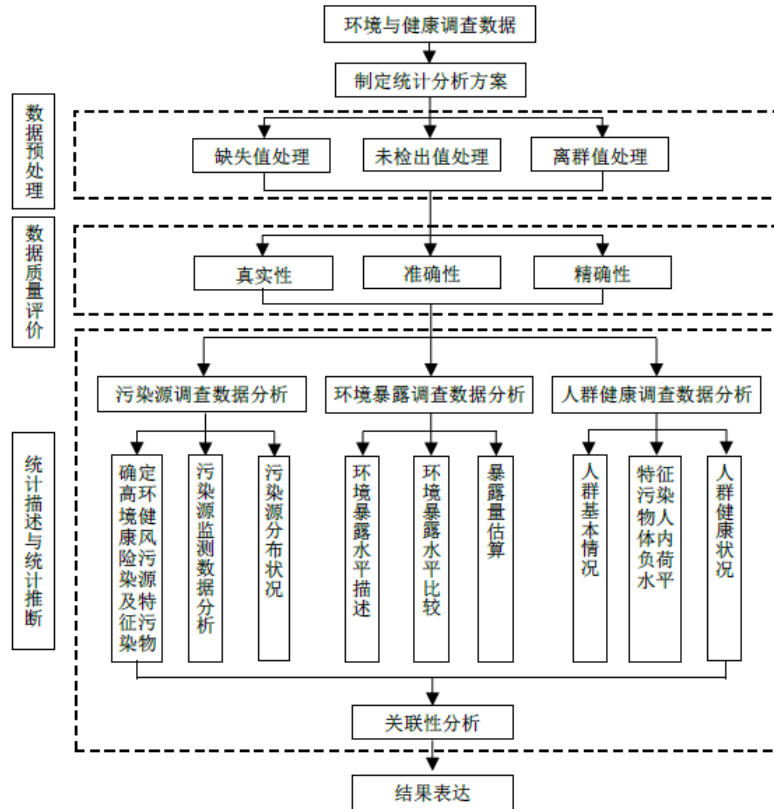 环境与健康调查数据
制定统计分析方案
数据预处理
缺失值处理
未检出值处理
离群值处理
数据质量评价
真实性
准确性
精确性
统计描述与统计推断
污染源调查数据分析
环境暴露调查数据分析
人群健康调查数据分析
确定
高环
境健
康风
险污
染源
及特
征污
染物
污染源监测数据分析
污染源分布状况
环境暴露水平描述
环境暴露水平比较
暴露量估算
人群基本情况
特征
污染
物人
体内
负荷
水平
人群健康状况
关联性分析
结果表达